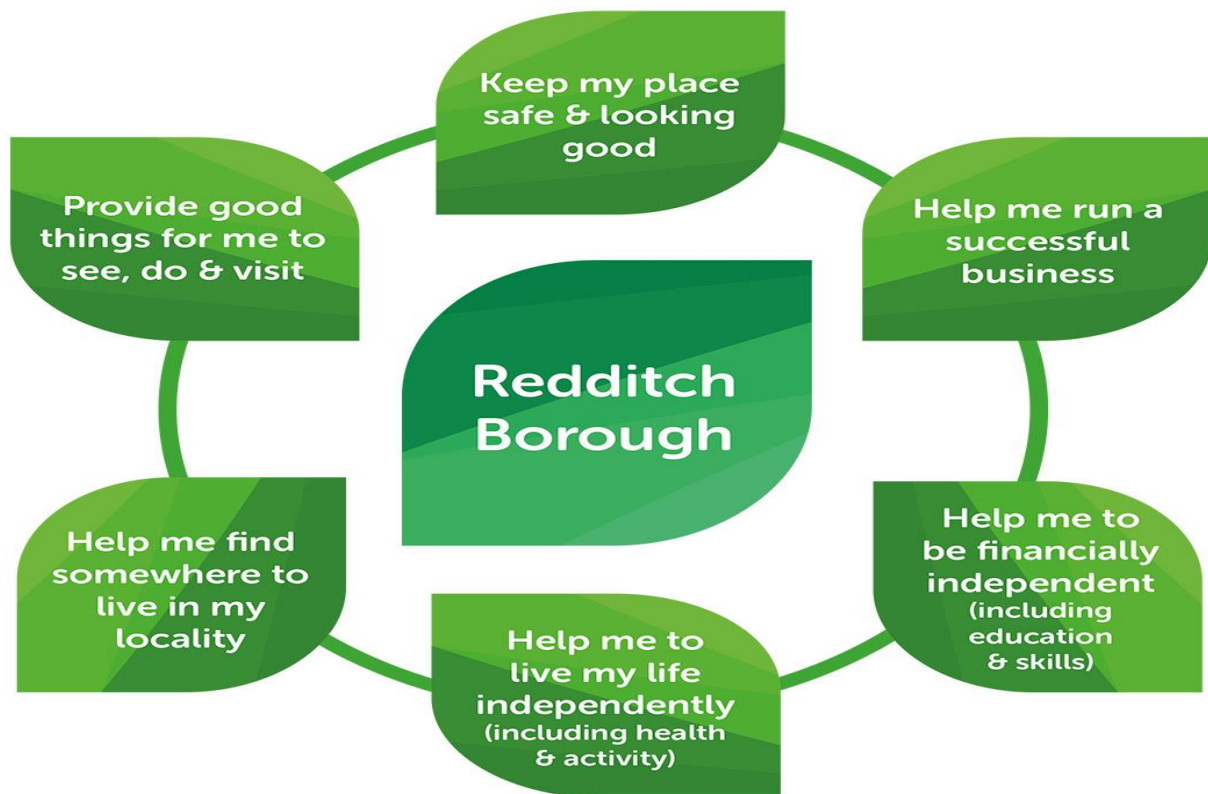 Keep my place
safe & looking
good
Provide good
things for me to
see, do & visit
Help me run a
successful
business
Redditch
Borough
Help me find
somewhere to
live in my
locality
Help me to
live my life
independently
(including health
& activity)
Help me to
be financially
independent
(including
education
& skills)